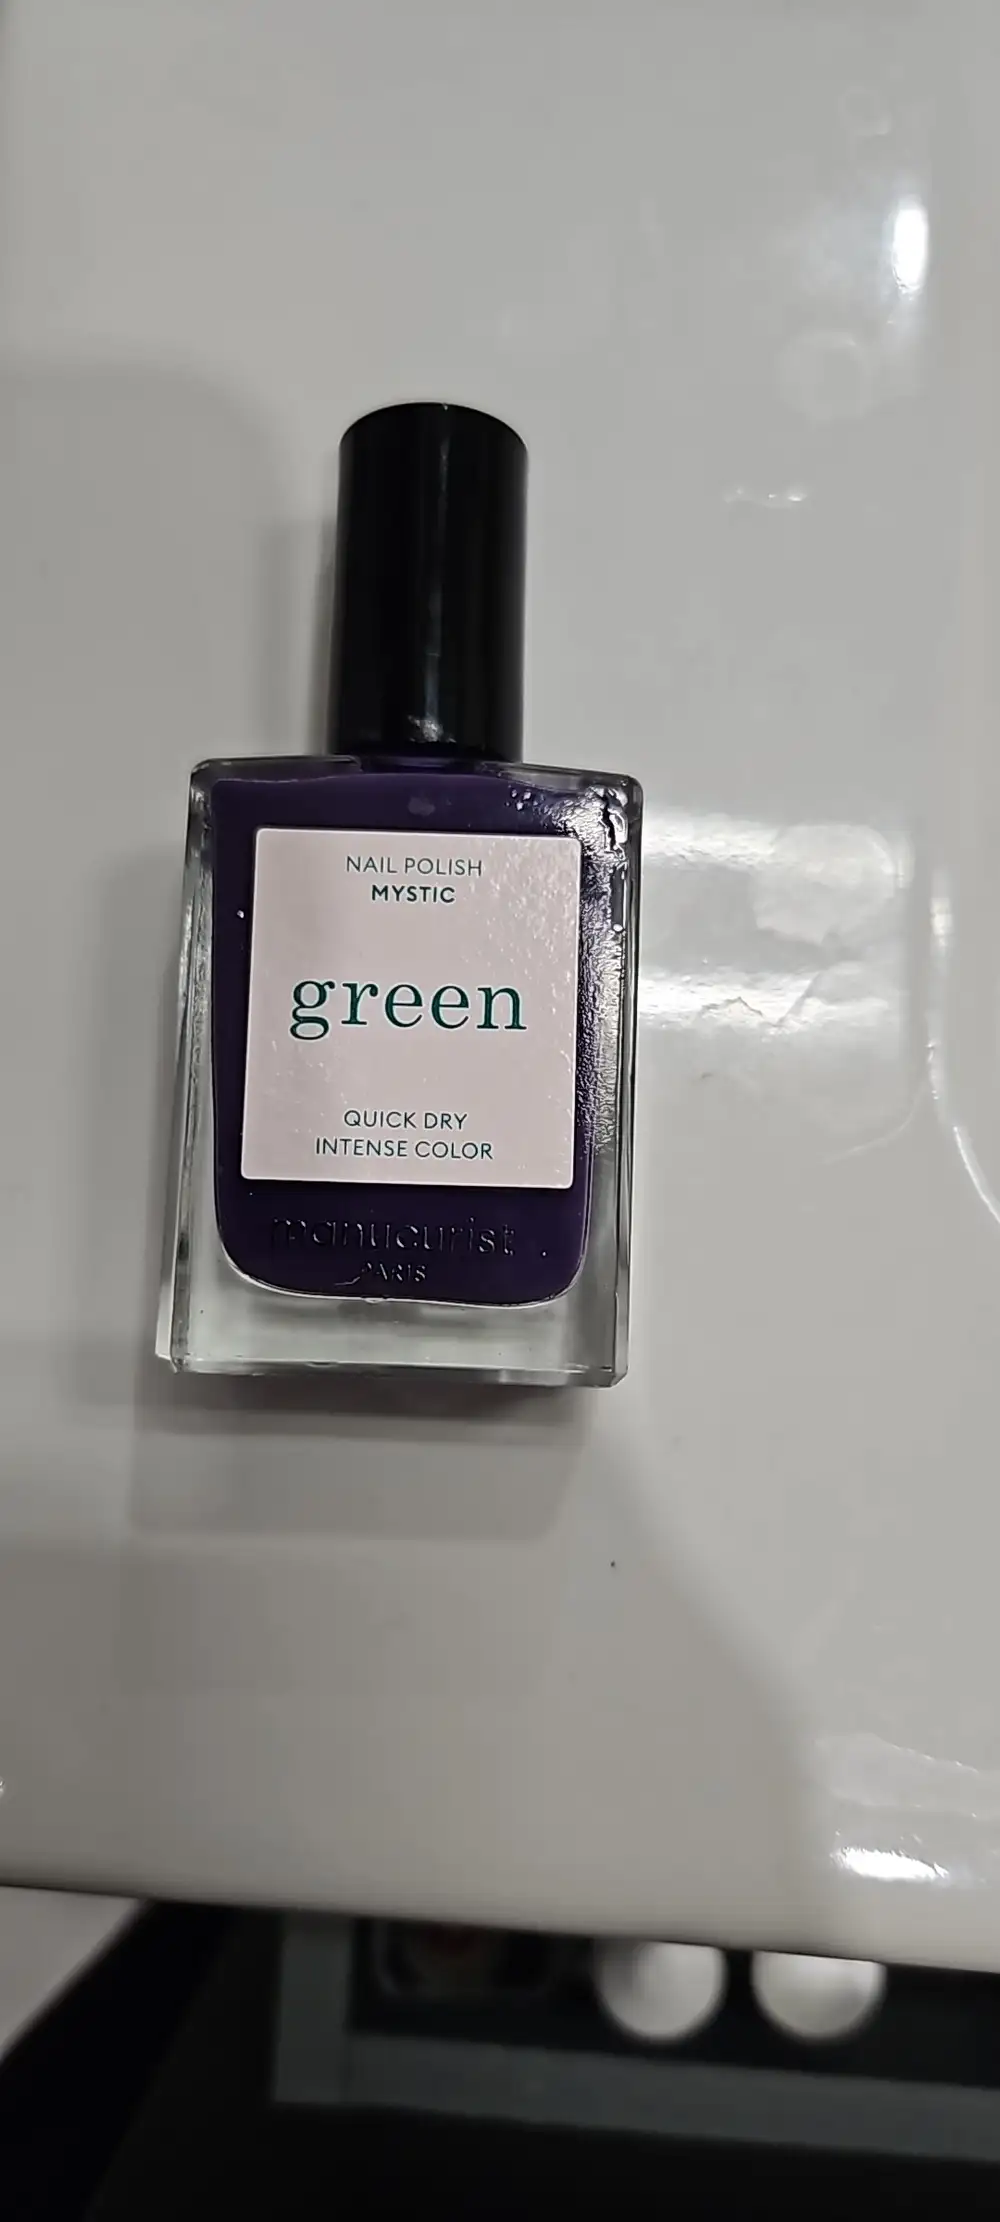 NAIL POLISH
MYSTIC
green
QUICK DRY
INTENSE COLOR
manucurist
PARIS